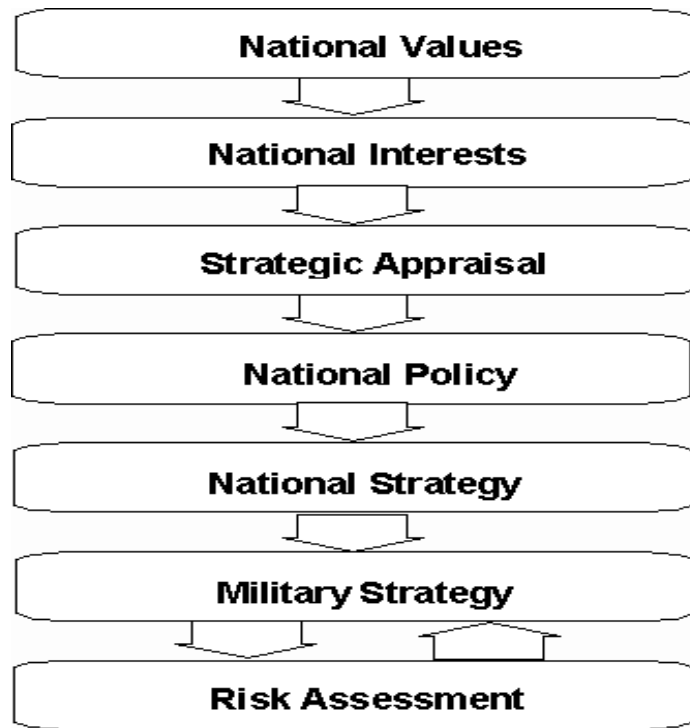 National Values
National Interests
Strategic Appraisal
National Policy
National Strategy
Military Strategy
Risk Assessment